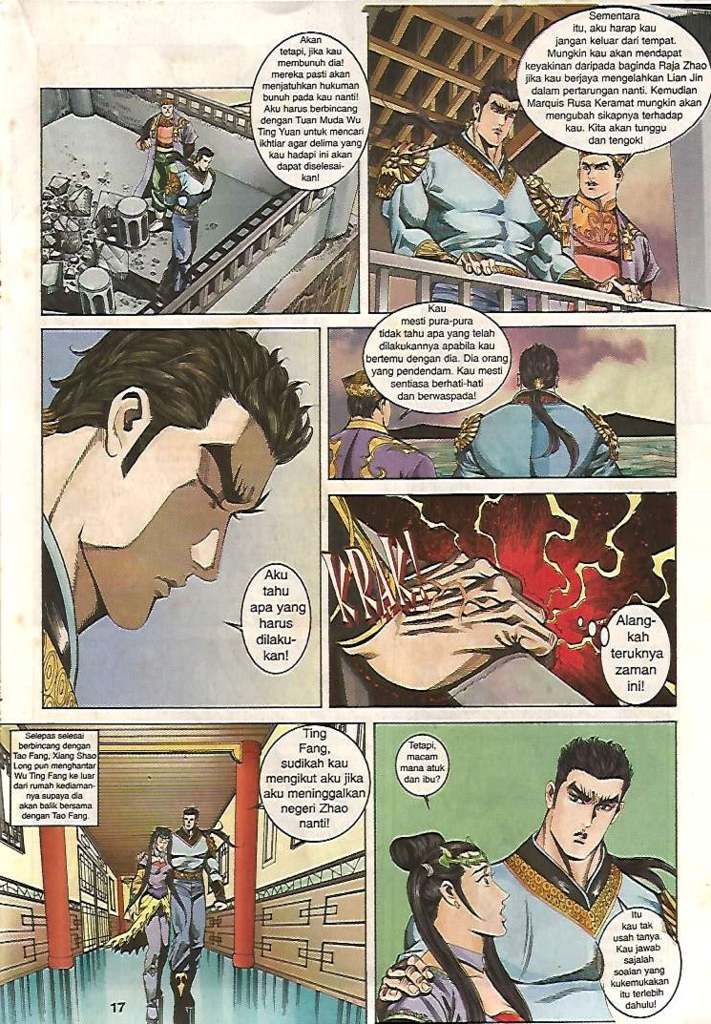 Akan
tetapi, jika kau
membunuh dia!
mereka pasti akan
menjatuhkan hukuman
bunuh pada kau nanti!
Aku harus berbincang
dengan Tuan Muda Wu
Ting Yuan untuk mencari
ikhtiar agar delima yang
kau hadapi ini akan
dapat diselesai-
kan!
Sementara
itu, aku harap kau
jangan keluar dari tempat.
Mungkin kau akan mendapat
keyakinan daripada baginda Raja Zhao
jika kau berjaya mengelahkan Lian Jin
dalam pertarungan nanti. Kemudian
Marquis Rusa Keramat mungkin akan
mengubah sikapnya terhadap
kau. Kita akan tunggu
dan tengok!
Kau
mesti pura-pura
tidak tahu apa yang telah
dilakukannya apabila kau
bertemu dengan dia. Dia orang
yang pendendam. Kau mesti
sentiasa berhati-hati
dan berwaspada!
Aku
tahu
apa yang
harus
dilaku-
kan!
KRAK!
Alang-
kah
teruknya
zaman
ini!
Selepas selesai
berbincang dengan
Tao Fang, Xiang Shao
Long pun menghantar
Wu Ting Fang ke luar
dari rumah kediaman-
nya supaya dia
akan balik bersama
dengan Tao Fang.
Ting
Fang,
sudikah kau
mengikut aku jika
aku meninggalkan
negeri Zhao
nanti!
Tetapi,
macam
mana atuk
dan ibu?
Itu
kau tak
usah tanya.
Kau jawab
sajalah
soalan yang
kukemukakan
itu terlebih
dahulu!
17